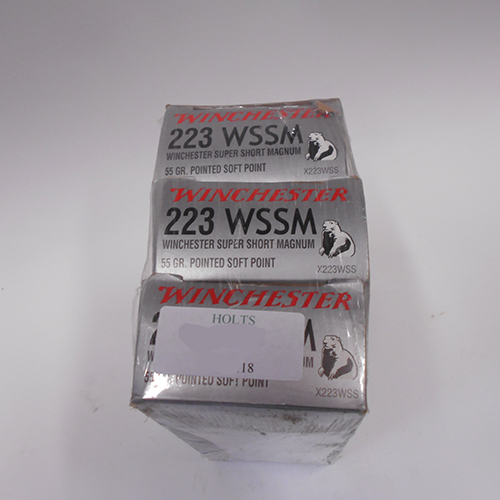 WINCHESTER
223 WSSM
WINCHESTER SUPER SHORT MAGNUM
55 GR. POINTED SOFT POINT
X223WSS
WINCHESTER
223 WSSM
WINCHESTER SUPER SHORT MAGNUM
55 GR. POINTED SOFT POINT
X223WSS
WINCHESTER
HOLTS
18
POINTED SOFT POINT
X223WSS